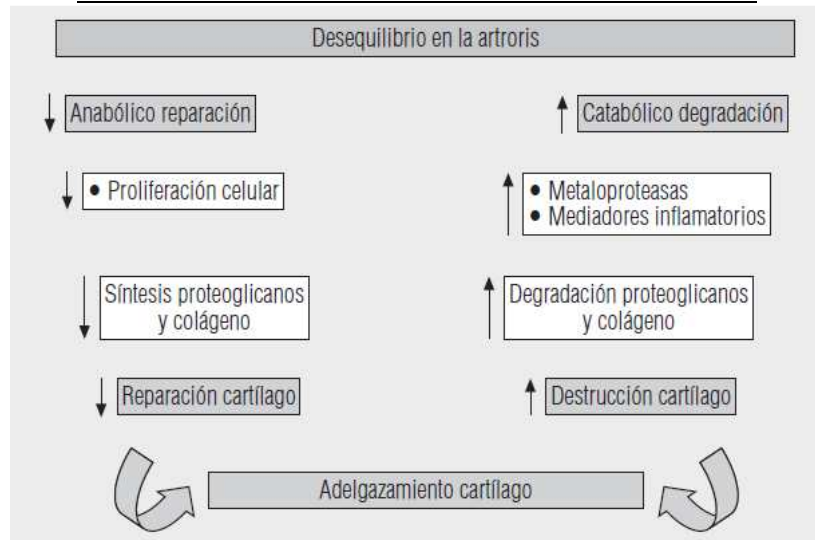 Desequilibrio en la artroris
Anabólico reparación
Catabólico degradación
• Proliferación celular
• Metaloproteasas
• Mediadores inflamatorios
Síntesis proteoglicanos
y colágeno
Degradación proteoglicanos
y colágeno
Reparación cartílago
Destrucción cartílago
Adelgazamiento cartílago